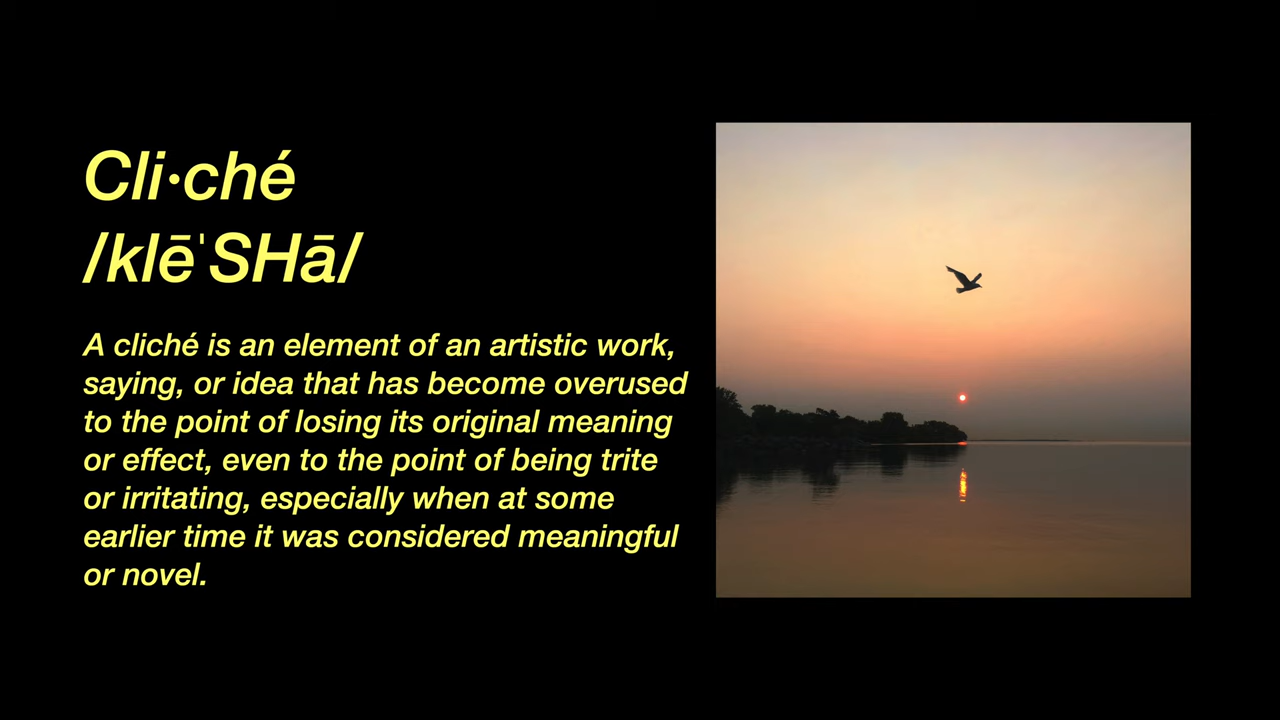 Cli·ché
/klēˈSHā/
A cliché is an element of an artistic work,
saying, or idea that has become overused
to the point of losing its original meaning
or effect, even to the point of being trite
or irritating, especially when at some
earlier time it was considered meaningful
or novel.